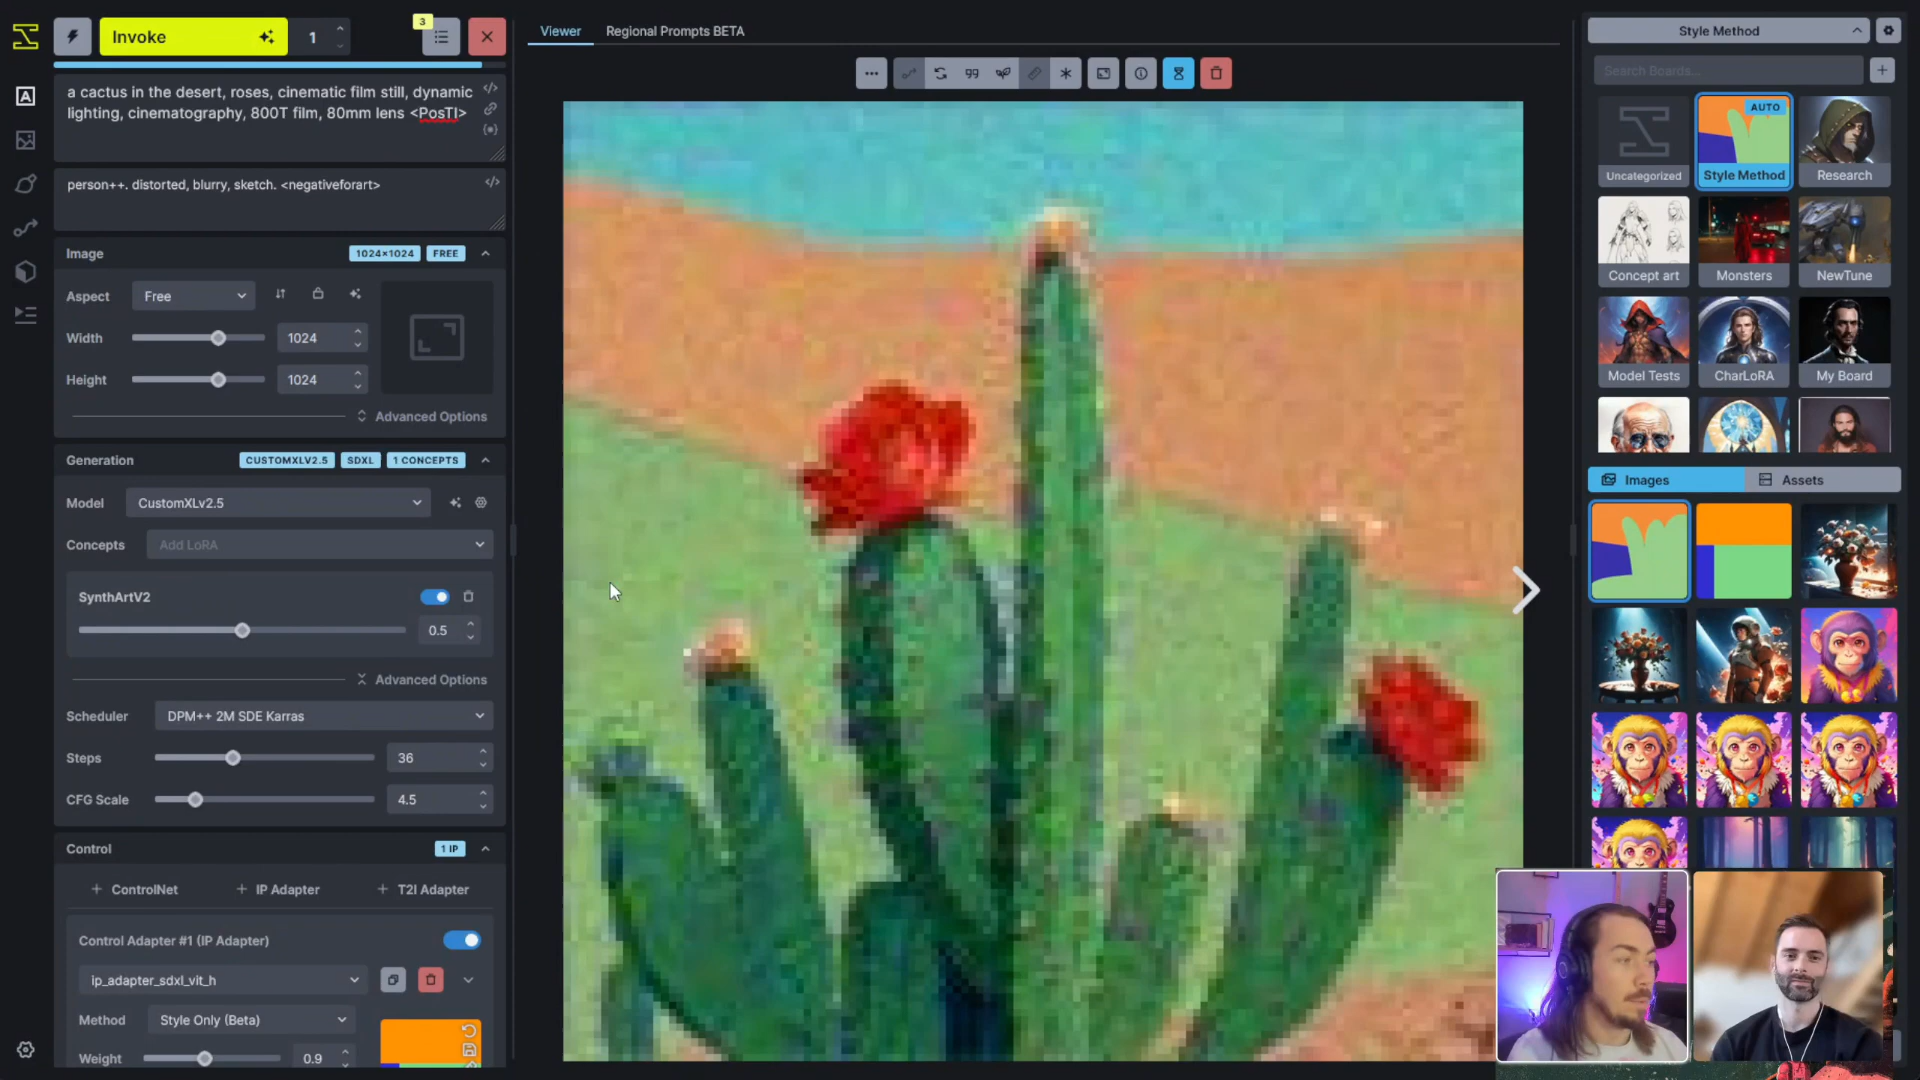 Invoke
1
3
Viewer
Regional Prompts BETA
Style Method
a cactus in the desert, roses, cinematic film still, dynamic
lighting, cinematography, 800T film, 80mm lens <PosTI>
person++. distorted, blurry, sketch. <negativeforart>
Image
1024×1024
FREE
Aspect
Free
Width
1024
Height
1024
Advanced Options
Generation
CUSTOMXLV2.5
SDXL
1 CONCEPTS
Model
CustomXLv2.5
Concepts
Add LoRA
SynthArtV2
0.5
Advanced Options
Scheduler
DPM++ 2M SDE Karras
Steps
36
CFG Scale
4.5
Control
1 IP
+ ControlNet
+ IP Adapter
+ T2I Adapter
Control Adapter #1 (IP Adapter)
ip_adapter_sdxl_vit_h
Method
Style Only (Beta)
Weight
0.9
Search Boards...
AUTO
Uncategorized
Style Method
Research
Concept art
Monsters
NewTune
Model Tests
CharLoRA
My Board
Images
Assets